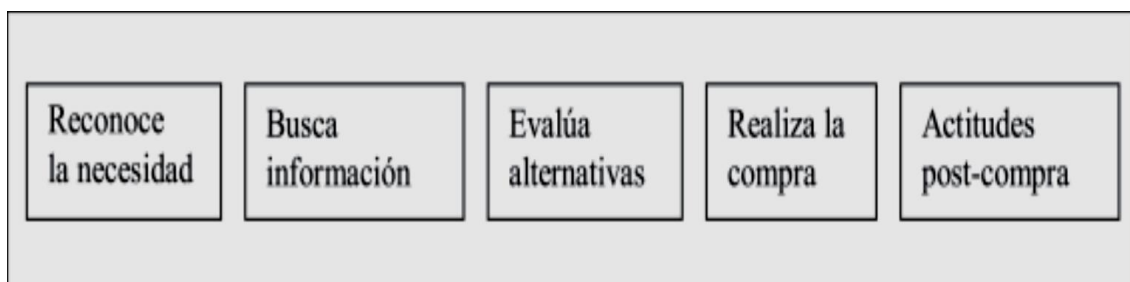 Reconoce
la necesidad
Busca
información
Evalúa
alternativas
Realiza la
compra
Actitudes
post-compra